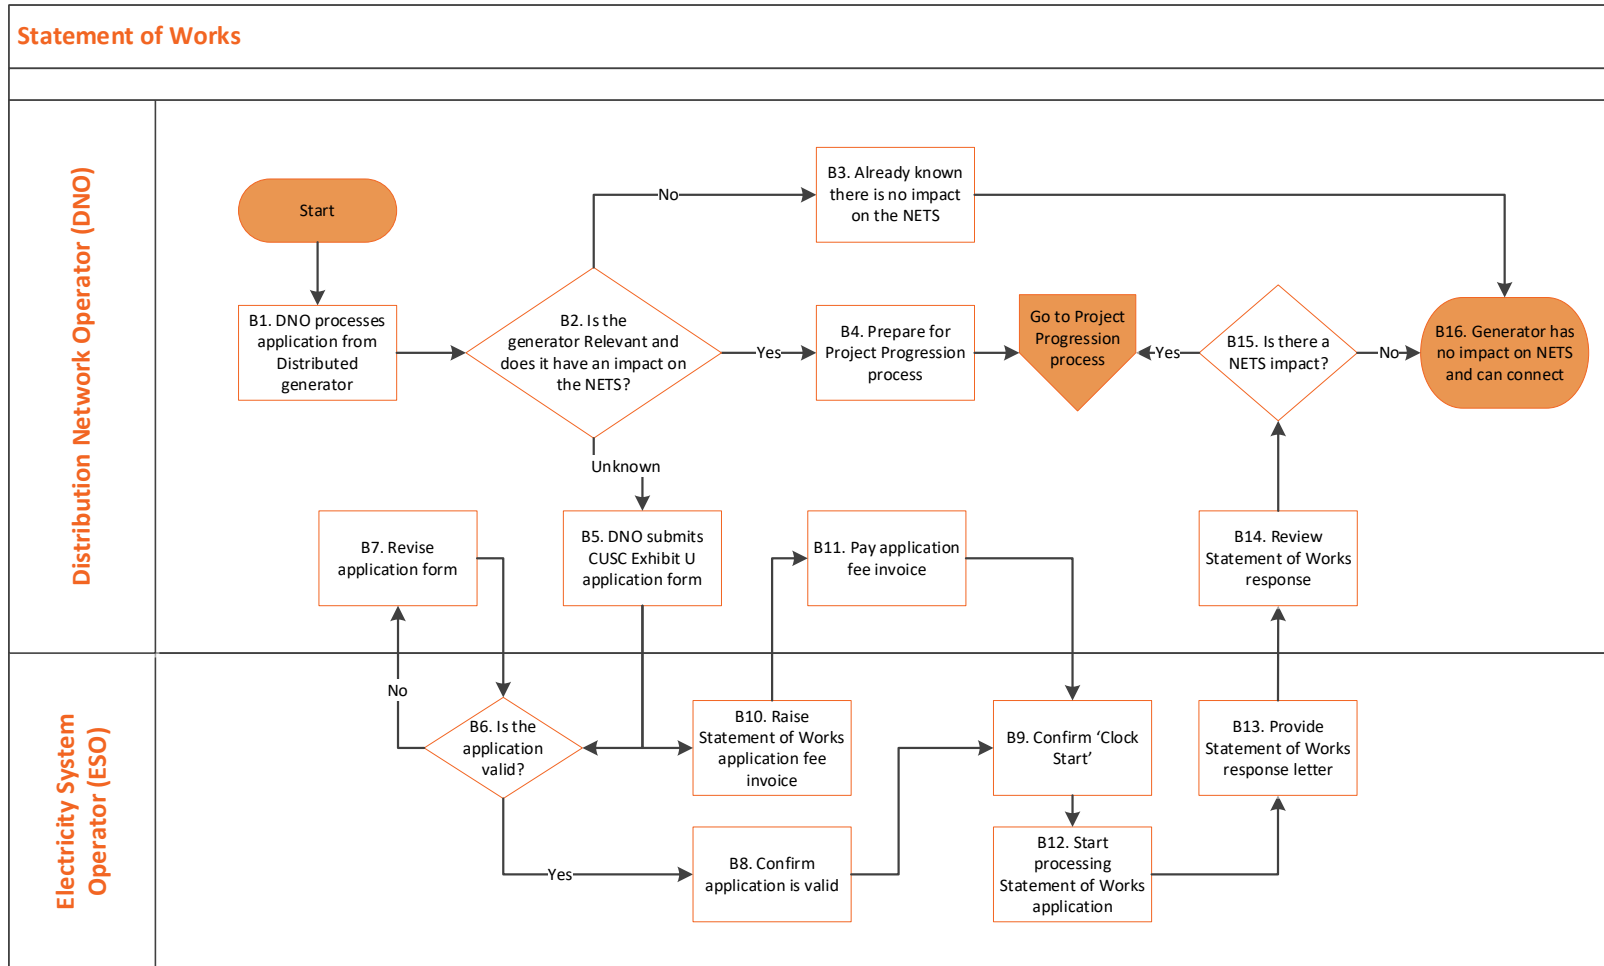 Statement of Works
Distribution Network Operator (DNO)
Start
B1. DNO processes
application from
Distributed
generator
B2. Is the
generator Relevant and
does it have an impact on
the NETS?
No
B3. Already known
there is no impact
on the NETS
Yes
B4. Prepare for
Project Progression
process
Go to Project
Progression
process
Yes
B15. Is there a
NETS impact?
No
B16. Generator has
no impact on NETS
and can connect
Unknown
B7. Revise
application form
B5. DNO submits
CUSC Exhibit U
application form
B11. Pay application
fee invoice
B14. Review
Statement of Works
response
Electricity System
Operator (ESO)
No
B6. Is the
application
valid?
B10. Raise
Statement of Works
application fee
invoice
B9. Confirm ‘Clock
Start’
B13. Provide
Statement of Works
response letter
Yes
B8. Confirm
application is valid
B12. Start
processing
Statement of Works
application